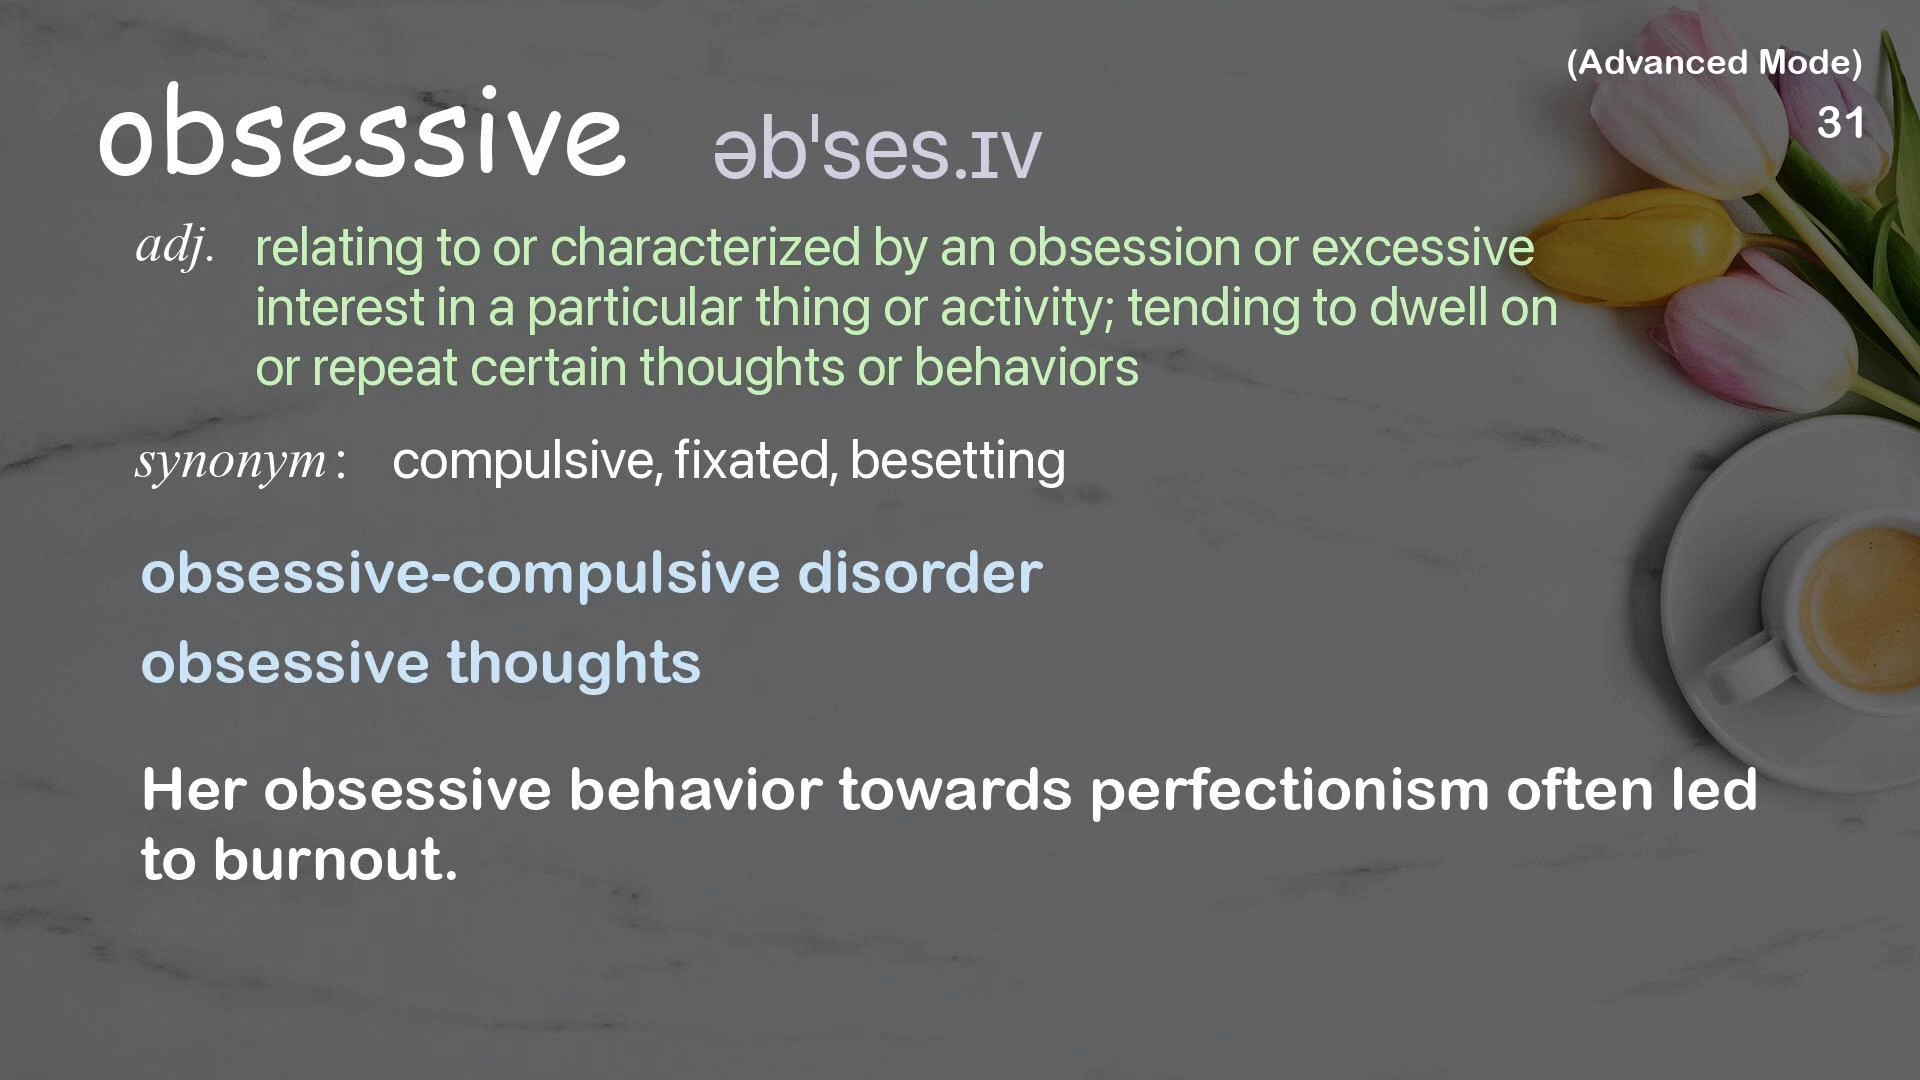 (Advanced Mode)
31
obsessive əbˈses.ɪv
adj. relating to or characterized by an obsession or excessive
interest in a particular thing or activity; tending to dwell on
or repeat certain thoughts or behaviors
synonym: compulsive, fixated, besetting
obsessive-compulsive disorder
obsessive thoughts
Her obsessive behavior towards perfectionism often led
to burnout.